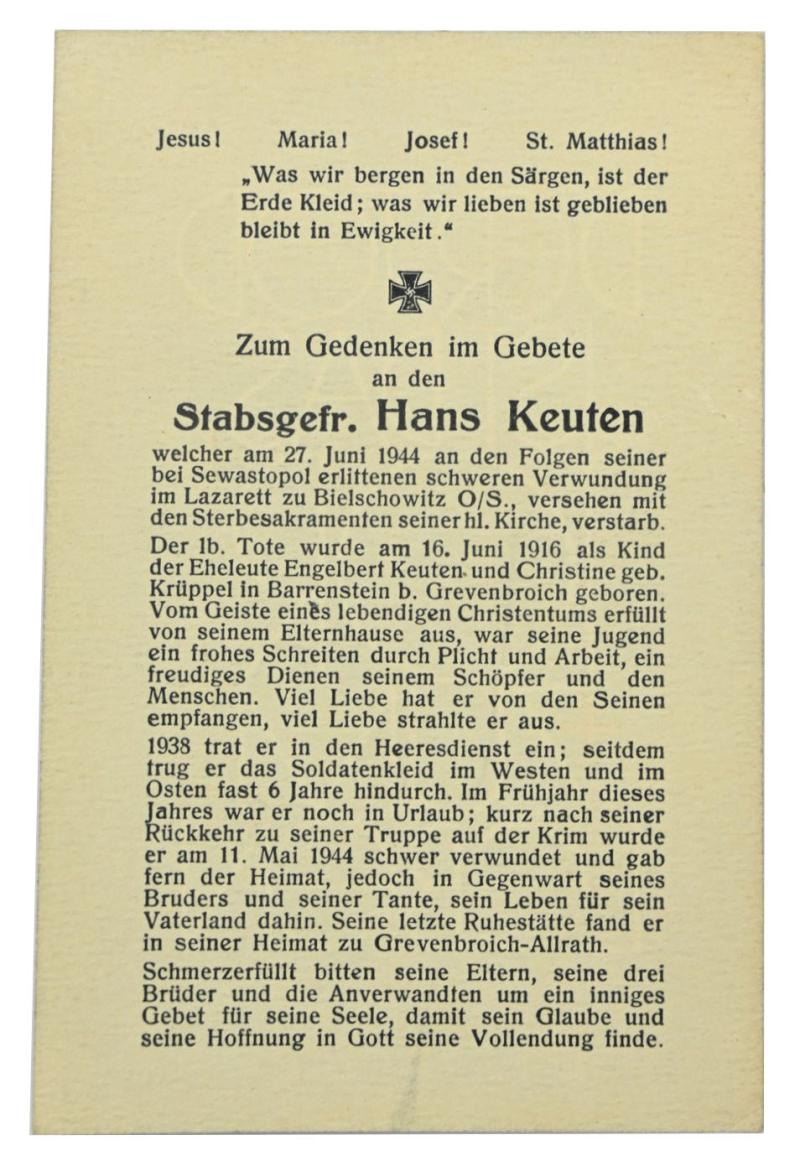 Jesus! Maria! Josef! St. Matthias!
„Was wir bergen in den Särgen, ist der
Erde Kleid; was wir lieben ist geblieben
bleibt in Ewigkeit.“
Zum Gedenken im Gebete
an den
Stabsgefr. Hans Keuten
welcher am 27. Juni 1944 an den Folgen seiner
bei Sewastopol erlittenen schweren Verwundung
im Lazarett zu Bielschowitz O/S., versehen mit
den Sterbesakramenten seiner hl. Kirche, verstarb.
Der lb. Tote wurde am 16. Juni 1916 als Kind
der Eheleute Engelbert Keuten und Christine geb.
Krüppel in Barrenstein b. Grevenbroich geboren.
Vom Geiste eines lebendigen Christentums erfüllt
von seinem Elternhause aus, war seine Jugend
ein frohes Schreiten durch Plicht und Arbeit, ein
freudiges Dienen seinem Schöpfer und den
Menschen. Viel Liebe hat er von den Seinen
empfangen, viel Liebe strahlte er aus.
1938 trat er in den Heeresdienst ein; seitdem
trug er das Soldatenkleid im Westen und im
Osten fast 6 Jahre hindurch. Im Frühjahr dieses
Jahres war er noch in Urlaub; kurz nach seiner
Rückkehr zu seiner Truppe auf der Krim wurde
er am 11. Mai 1944 schwer verwundet und gab
fern der Heimat, jedoch in Gegenwart seines
Bruders und seiner Tante, sein Leben für sein
Vaterland dahin. Seine letzte Ruhestätte fand er
in seiner Heimat zu Grevenbroich-Allrath.
Schmerzerfüllt bitten seine Eltern, seine drei
Brüder und die Anverwandten um ein inniges
Gebet für seine Seele, damit sein Glaube und
seine Hoffnung in Gott seine Vollendung finde.